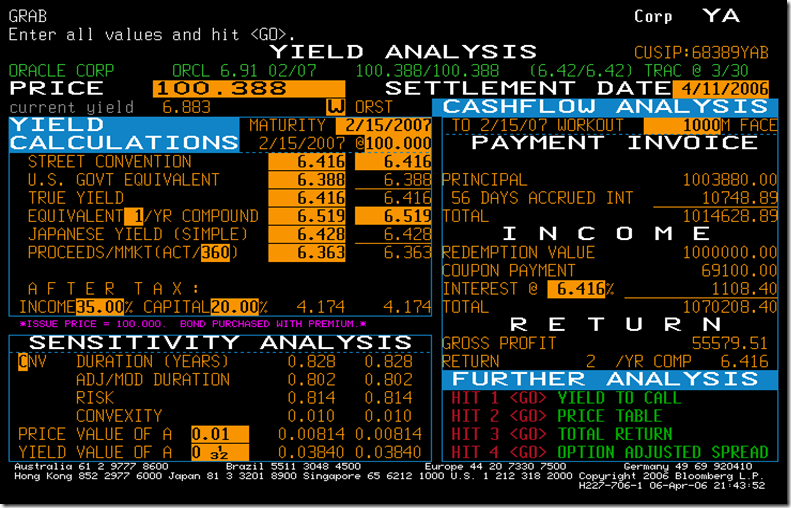 GRAB Corp YA
Enter all values and hit <GO>.
YIELD ANALYSIS CUSIP:68389YAB
ORACLE CORP ORCL 6.91 02/07 100.388/100.388 (6.42/6.42) TRAC @ 3/30
PRICE 100.388 SETTLEMENT DATE 4/11/2006
current yield 6.883 W ORST
YIELD CALCULATIONS
MATURITY 2/15/2007
2/15/2007 @100.000
STREET CONVENTION 6.416 6.416
U.S. GOVT EQUIVALENT 6.388 6.388
TRUE YIELD 6.416 6.416
EQUIVALENT 1/YR COMPOUND 6.519 6.519
JAPANESE YIELD (SIMPLE) 6.428 6.428
PROCEEDS/MMKT(ACT/360) 6.363 6.363
AFTER TAX:
INCOME35.00% CAPITAL20.00% 4.174 4.174
*ISSUE PRICE = 100.000. BOND PURCHASED WITH PREMIUM.*
SENSITIVITY ANALYSIS
CNV DURATION (YEARS) 0.828 0.828
ADJ/MOD DURATION 0.802 0.802
RISK 0.814 0.814
CONVEXITY 0.010 0.010
PRICE VALUE OF A 0.01 0.00814 0.00814
YIELD VALUE OF A 0 1/32 0.03840 0.03840
CASHFLOW ANALYSIS
TO 2/15/07 WORKOUT 1000M FACE
PAYMENT INVOICE
PRINCIPAL 1003880.00
56 DAYS ACCRUED INT 10748.89
TOTAL 1014628.89
INCOME
REDEMPTION VALUE 1000000.00
COUPON PAYMENT 69100.00
INTEREST @ 6.416% 1108.40
TOTAL 1070208.40
RETURN
GROSS PROFIT 55579.51
RETURN 2 /YR COMP 6.416
FURTHER ANALYSIS
HIT 1 <GO> YIELD TO CALL
HIT 2 <GO> PRICE TABLE
HIT 3 <GO> TOTAL RETURN
HIT 4 <GO> OPTION ADJUSTED SPREAD
Australia 61 2 9777 8600 Brazil 5511 3048 4500 Europe 44 20 7330 7500 Germany 49 69 920410
Hong Kong 852 2977 6000 Japan 81 3 3201 8900 Singapore 65 6212 1000 U.S. 1 212 318 2000 Copyright 2006 Bloomberg L.P.
H227-706-1 06-Apr-06 21:43:52